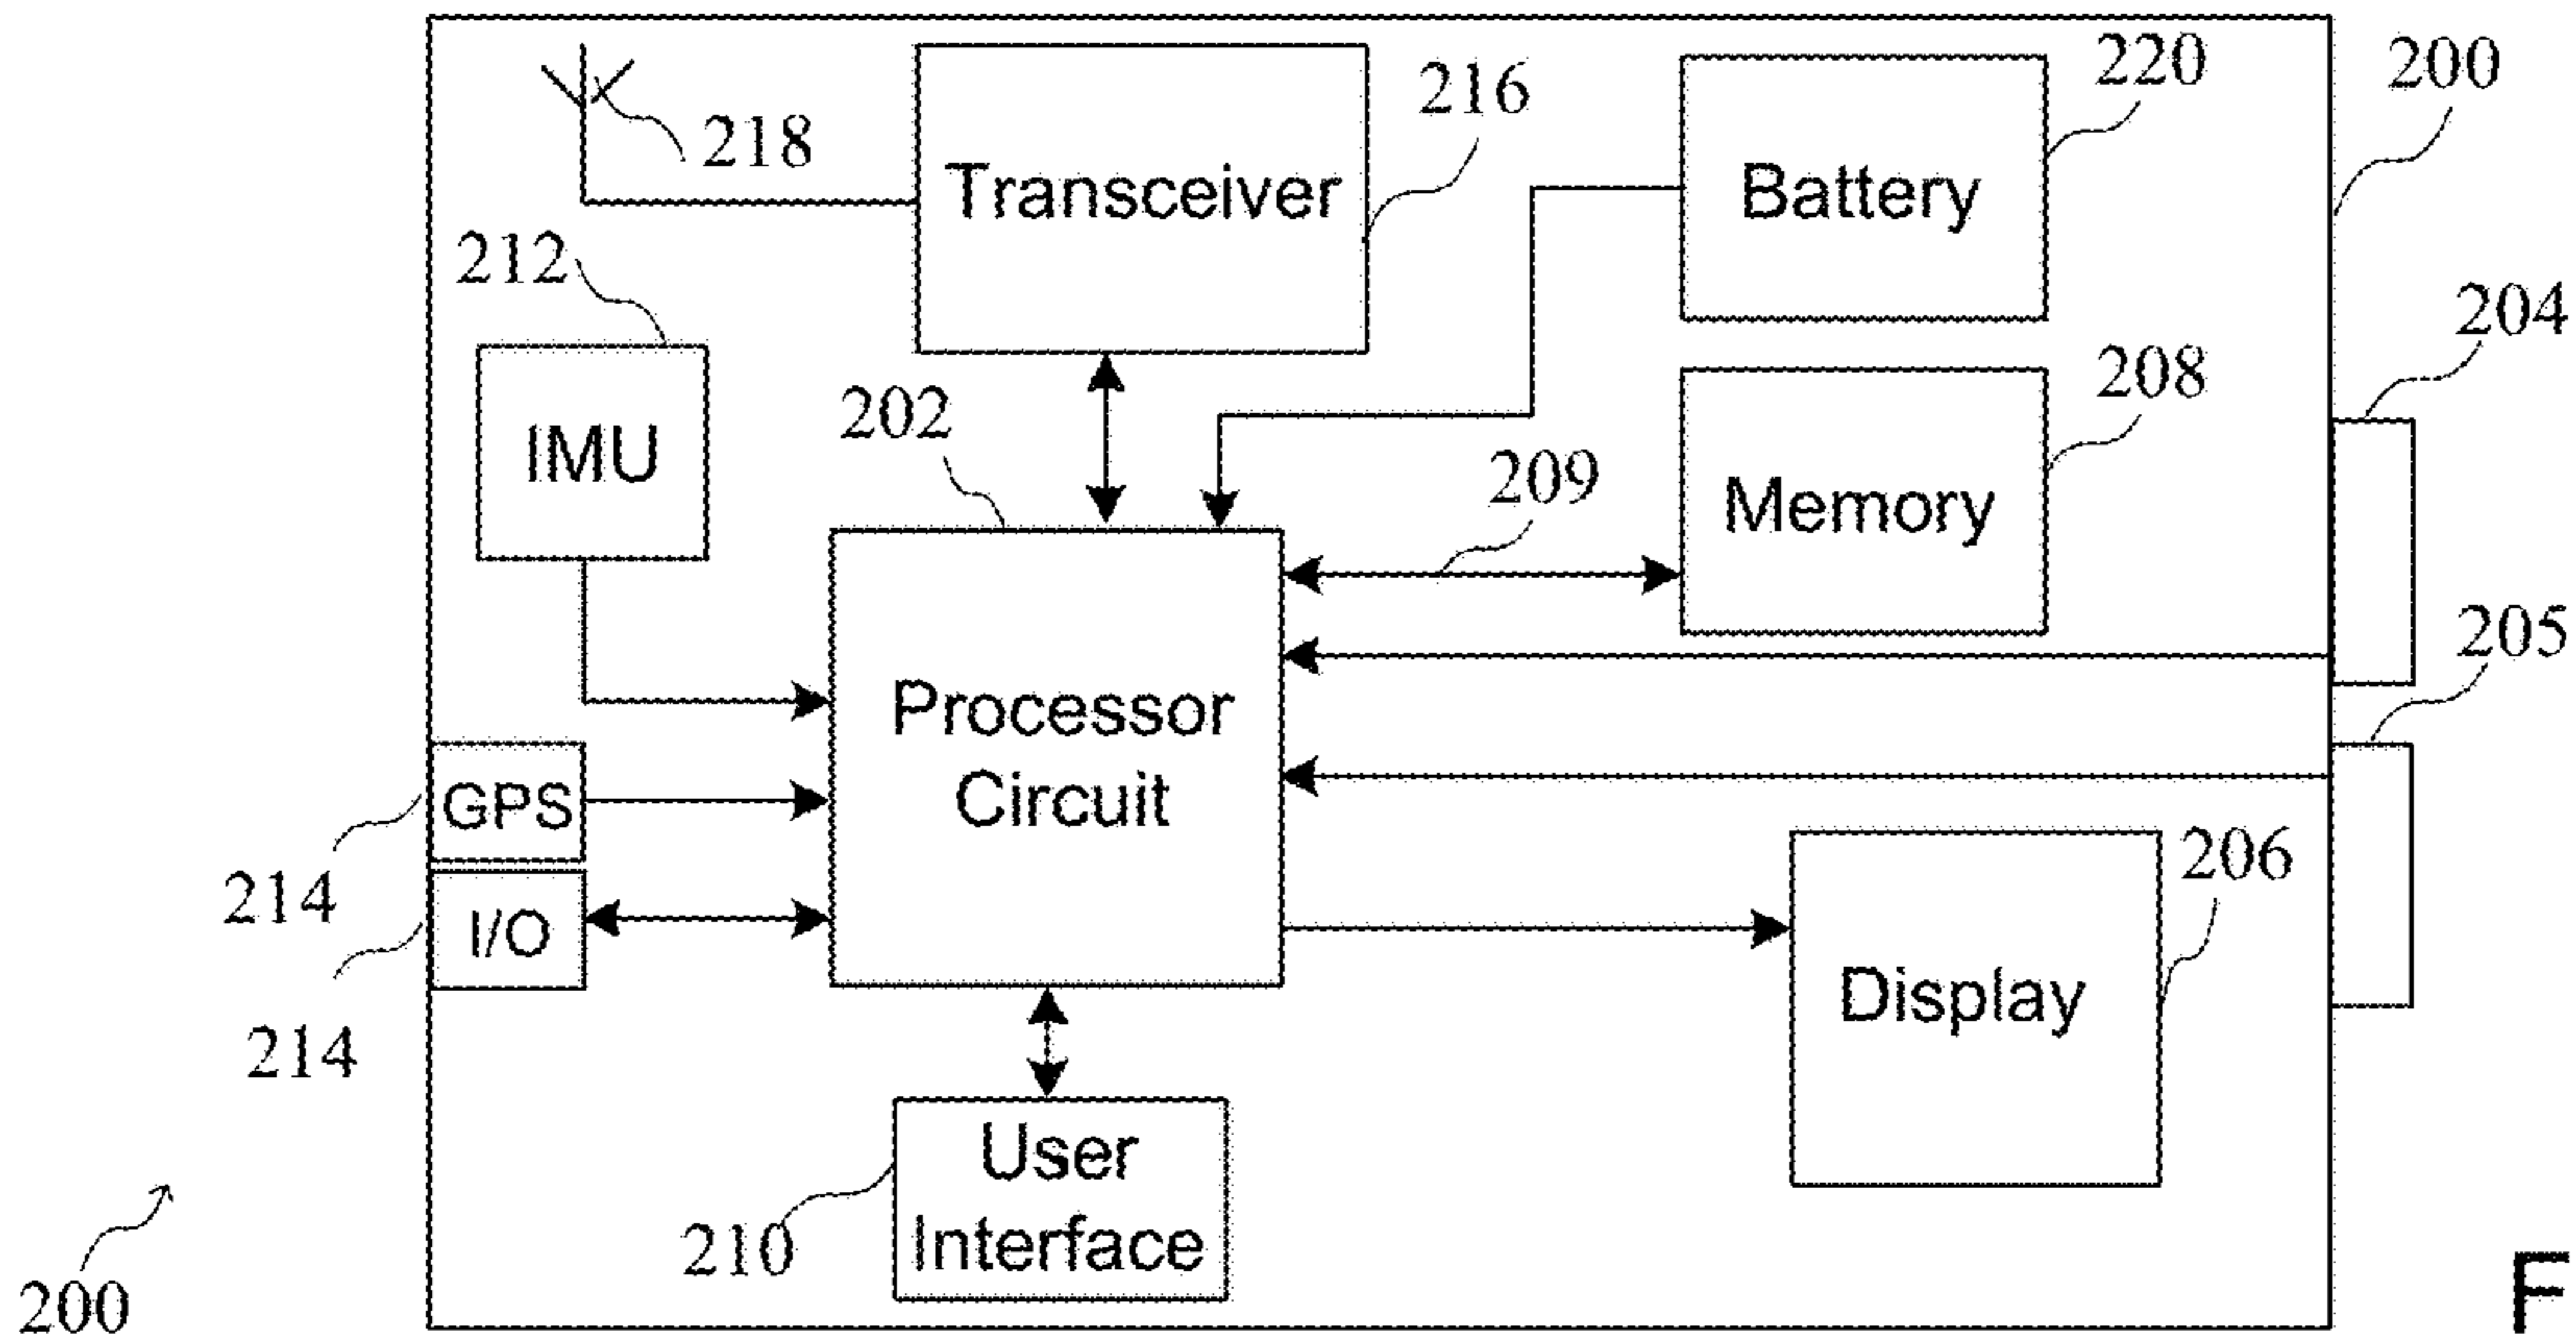 218
Transceiver
216
Battery
220
200
212
IMU
202
209
Memory
208
204
205
Processor
Circuit
GPS
214
I/O
214
Display
206
User
Interface
210
200
F